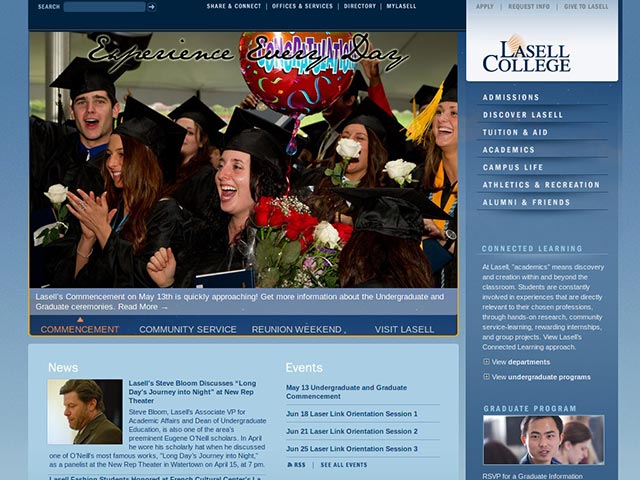 SEARCH
SHARE & CONNECT | OFFICES & SERVICES | DIRECTORY | MYLASELL
APPLY | REQUEST INFO | GIVE TO LASELL
Experience Every Day
CONGRATULATIONS
LASELL
COLLEGE
ADMISSIONS
DISCOVER LASELL
TUITION & AID
ACADEMICS
CAMPUS LIFE
ATHLETICS & RECREATION
ALUMNI & FRIENDS
Lasell's Commencement on May 13th is quickly approaching! Get more information about the Undergraduate and
Graduate ceremonies. Read More →
COMMENCEMENT
COMMUNITY SERVICE
REUNION WEEKEND
VISIT LASELL
CONNECTED LEARNING
At Lasell, "academics" means discovery
and creation within and beyond the
classroom. Students are constantly
involved in experiences that are directly
relevant to their chosen professions,
through hands-on research, community
service-learning, rewarding internships,
and group projects. View Lasell's
Connected Learning approach.
View departments
View undergraduate programs
GRADUATE PROGRAM
RSVP for a Graduate Information
News
Lasell's Steve Bloom Discusses “Long
Day's Journey into Night” at New Rep
Theater
Steve Bloom, Lasell's Associate VP for
Academic Affairs and Dean of Undergraduate
Education, is also one of the area's
preeminent Eugene O'Neill scholars. In April
he wore his scholarly hat when he discussed
one of O'Neill's most famous works, "Long Day's Journey into Night,"
as a panelist at the New Rep Theater in Watertown on April 15, at 7 pm.
Lasell Fashion Students Honored at French Cultural Center's La
Events
May 13 Undergraduate and Graduate
Commencement
Jun 18 Laser Link Orientation Session 1
Jun 21 Laser Link Orientation Session 2
Jun 25 Laser Link Orientation Session 3
RSS | SEE ALL EVENTS